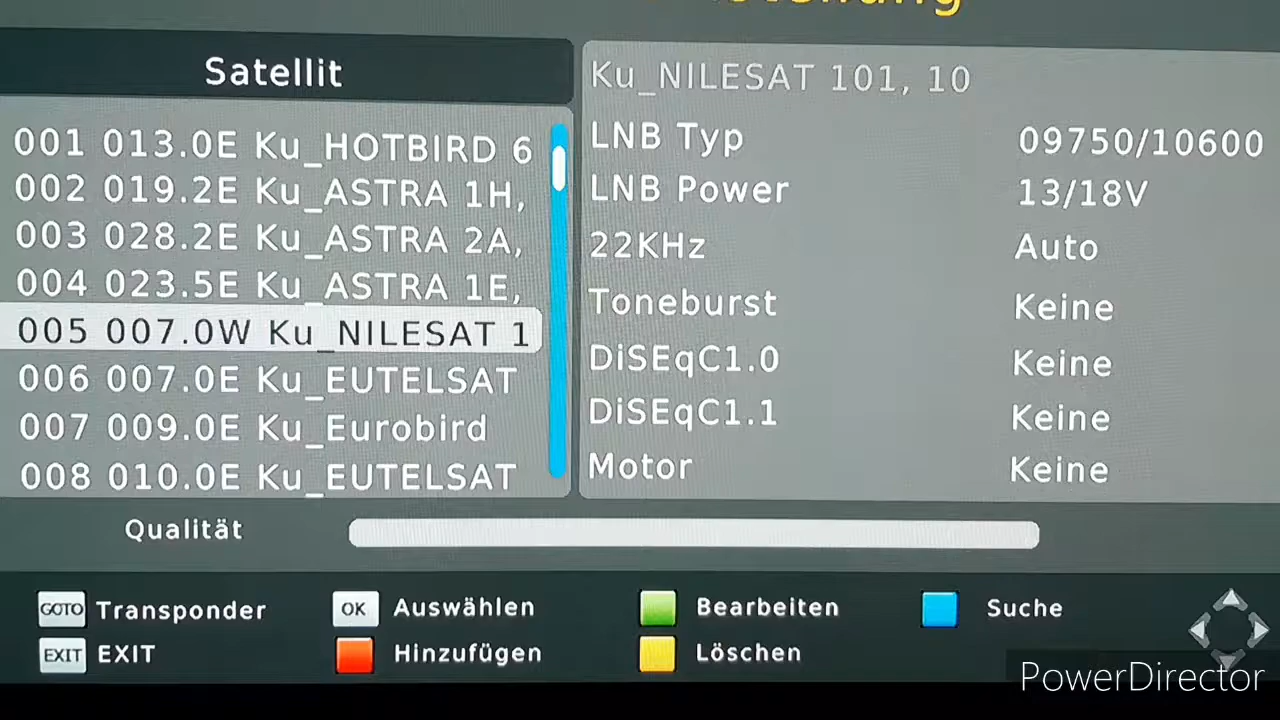 Satellit
001 013.0E Ku_HOTBIRD 6
002 019.2E Ku_ASTRA 1H,
003 028.2E Ku_ASTRA 2A,
004 023.5E Ku_ASTRA 1E,
005 007.0W Ku_NILESAT 1
006 007.0E Ku_EUTELSAT
007 009.0E Ku_Eurobird
008 010.0E Ku_EUTELSAT
Ku_NILESAT 101, 10
LNB Typ 09750/10600
LNB Power 13/18V
22KHz Auto
Toneburst Keine
DiSEqC1.0 Keine
DiSEqC1.1 Keine
Motor Keine
Qualität
GOTO Transponder OK Auswählen Bearbeiten Suche
EXIT EXIT Hinzufügen Löschen
PowerDirector